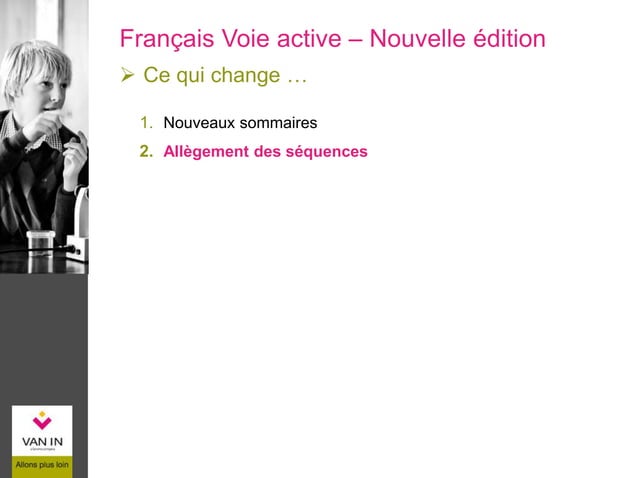 Français Voie active – Nouvelle édition
➢ Ce qui change …
1. Nouveaux sommaires
2. Allègement des séquences
VAN IN
Allons plus loin